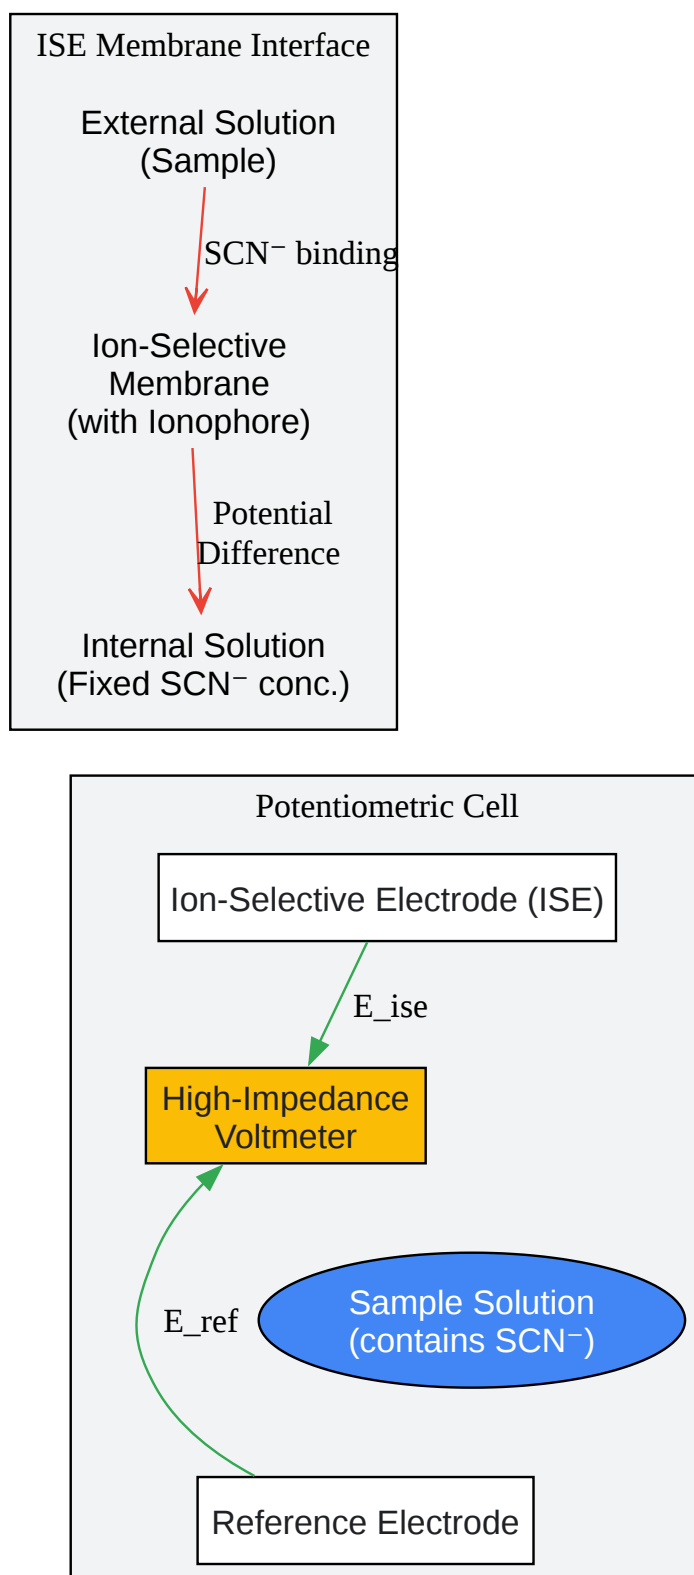 ISE Membrane Interface
External Solution
(Sample)
SCN⁻ binding
Ion-Selective
Membrane
(with Ionophore)
Potential
Difference
Internal Solution
(Fixed SCN⁻ conc.)
Potentiometric Cell
Ion-Selective Electrode (ISE)
E_ise
High-Impedance
Voltmeter
Sample Solution
(contains SCN⁻)
E_ref
Reference Electrode